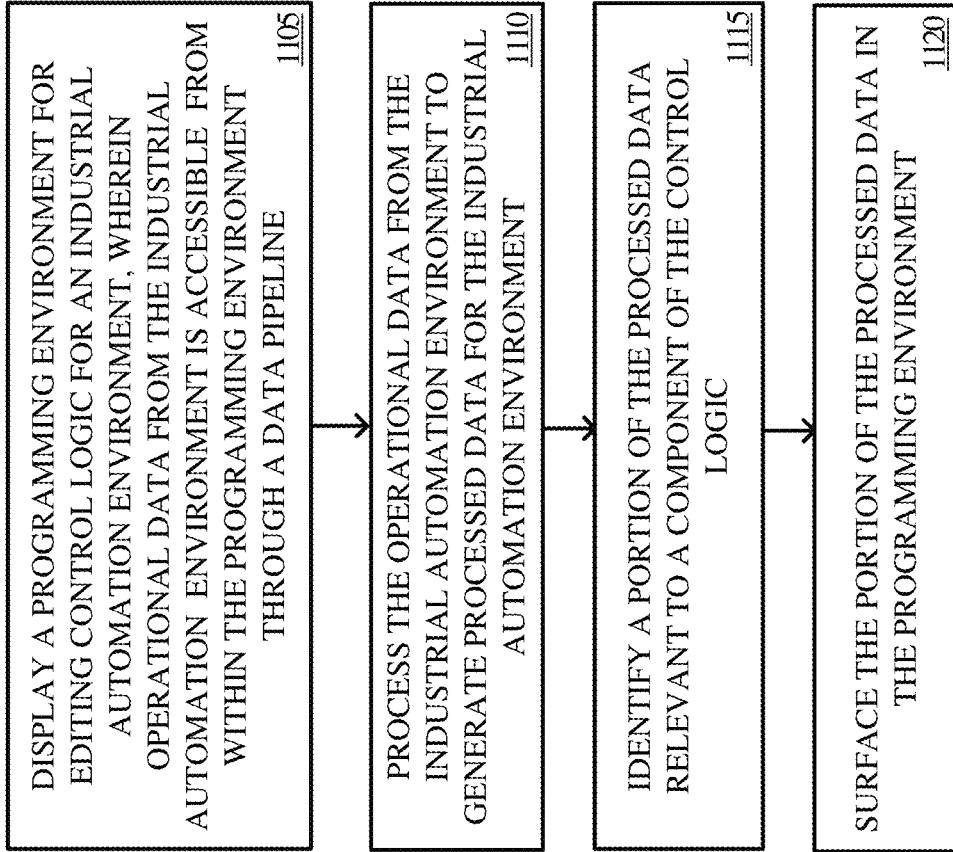 DISPLAY A PROGRAMMING ENVIRONMENT FOR
EDITING CONTROL LOGIC FOR AN INDUSTRIAL
AUTOMATION ENVIRONMENT, WHEREIN
OPERATIONAL DATA FROM THE INDUSTRIAL
AUTOMATION ENVIRONMENT IS ACCESSIBLE FROM
WITHIN THE PROGRAMMING ENVIRONMENT
THROUGH A DATA PIPELINE
1105
PROCESS THE OPERATIONAL DATA FROM THE
INDUSTRIAL AUTOMATION ENVIRONMENT TO
GENERATE PROCESSED DATA FOR THE INDUSTRIAL
AUTOMATION ENVIRONMENT
1110
IDENTIFY A PORTION OF THE PROCESSED DATA
RELEVANT TO A COMPONENT OF THE CONTROL
LOGIC
1115
SURFACE THE PORTION OF THE PROCESSED DATA IN
THE PROGRAMMING ENVIRONMENT
1120